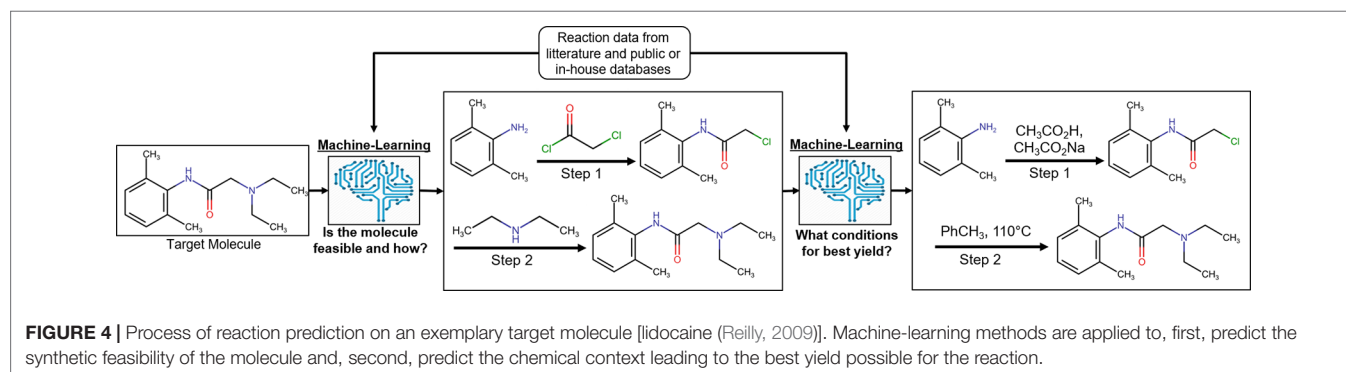 Reaction data from
litterature and public or
in-house databases
CH₃
NH
O
N
CH₃
CH₃
CH₃
Target Molecule
Machine-Learning
Is the molecule
feasible and how?
CH₃
NH₂
CH₃
O
Cl
Cl
Step 1
CH₃
NH
Cl
O
CH₃
H₃C
N
H
CH₃
Step 2
CH₃
NH
O
N
CH₃
CH₃
CH₃
Machine-Learning
What conditions
for best yield?
CH₃
NH₂
CH₃
CH₃CO₂H,
CH₃CO₂Na
Step 1
CH₃
NH
Cl
O
CH₃
PhCH₃, 110°C
Step 2
CH₃
NH
O
N
CH₃
CH₃
CH₃
FIGURE 4 | Process of reaction prediction on an exemplary target molecule [lidocaine (Reilly, 2009)]. Machine-learning methods are applied to, first, predict the
synthetic feasibility of the molecule and, second, predict the chemical context leading to the best yield possible for the reaction.